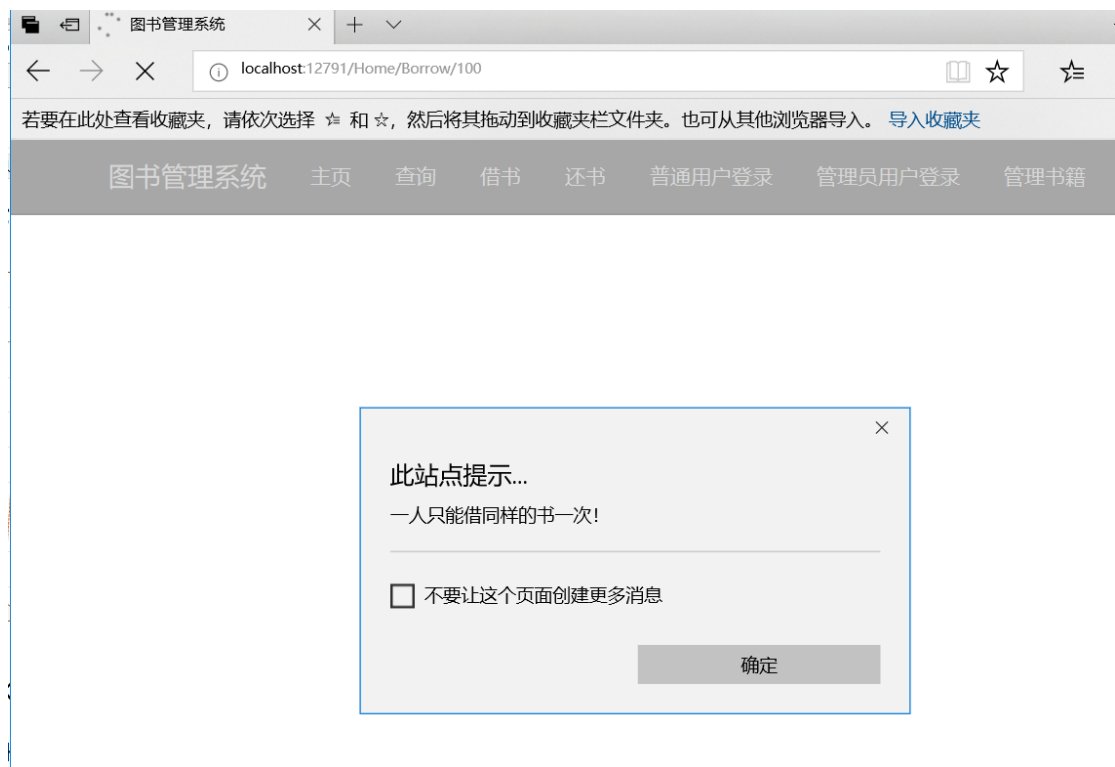 图书管理系统
localhost:12791/Home/Borrow/100
若要在此处查看收藏夹，请依次选择 和 ，然后将其拖动到收藏夹栏文件夹。也可从其他浏览器导入。 导入收藏夹
图书管理系统 主页 查询 借书 还书 普通用户登录 管理员用户登录 管理书籍
此站点提示...
一人只能借同样的书一次!
不要让这个页面创建更多消息
确定